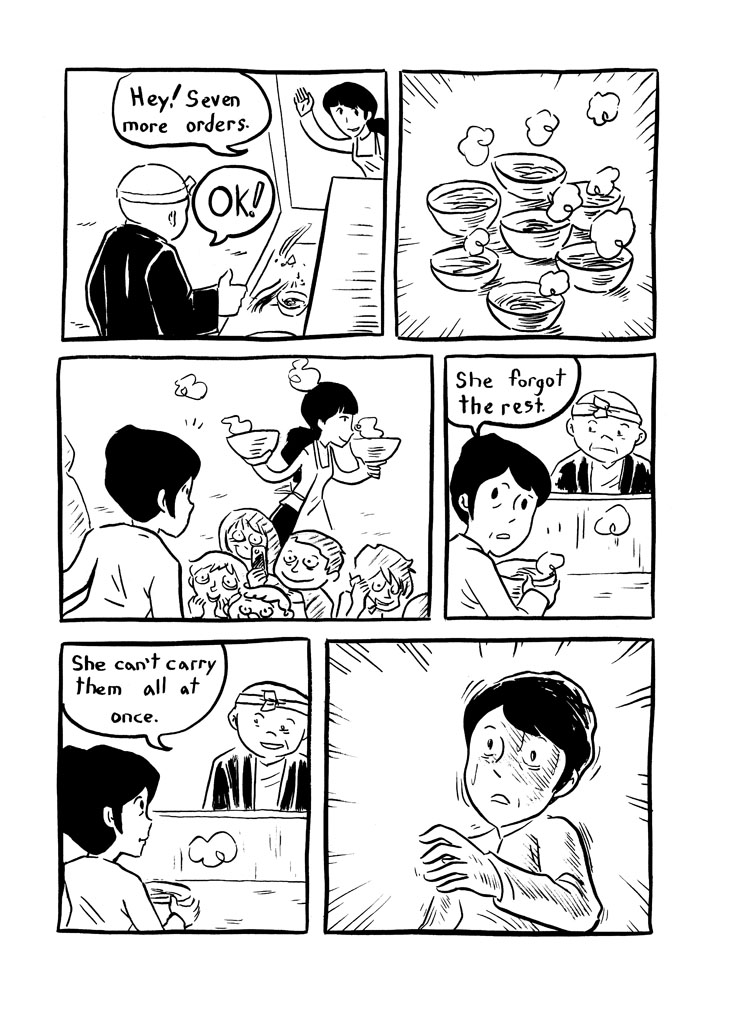 Hey! Seven
more orders.
OK!
She forgot
the rest.
She can't carry
them all at
once.